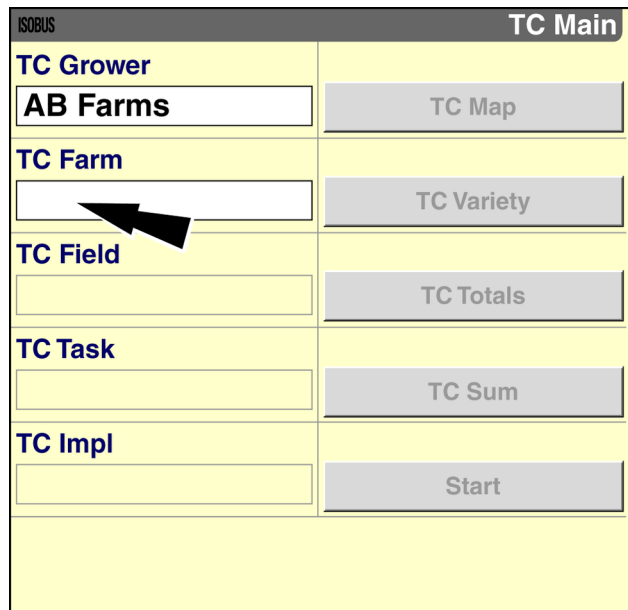 ISOBUS
TC Main
TC Grower
AB Farms
TC Map
TC Farm
TC Variety
TC Field
TC Totals
TC Task
TC Sum
TC Impl
Start